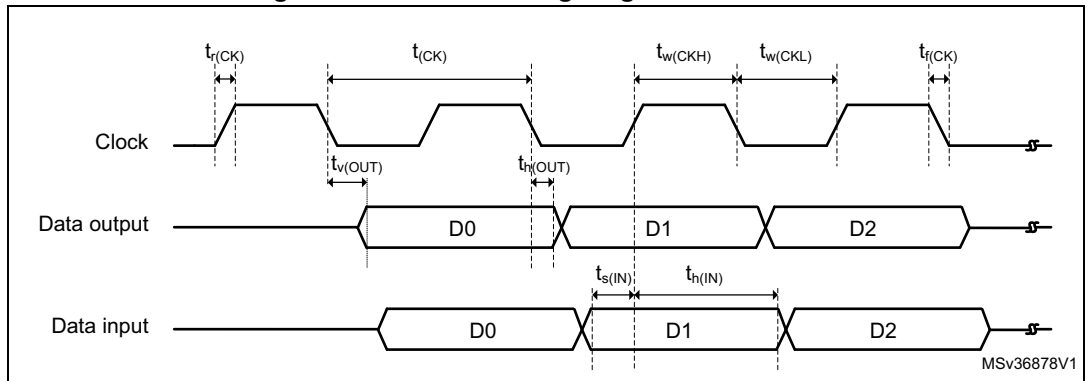 t_r(CK) t_(CK) t_w(CKH) t_w(CKL) t_f(CK)
Clock
t_v(OUT) t_h(OUT)
Data output D0 D1 D2
t_s(IN) t_h(IN)
Data input D0 D1 D2
MSv36878V1